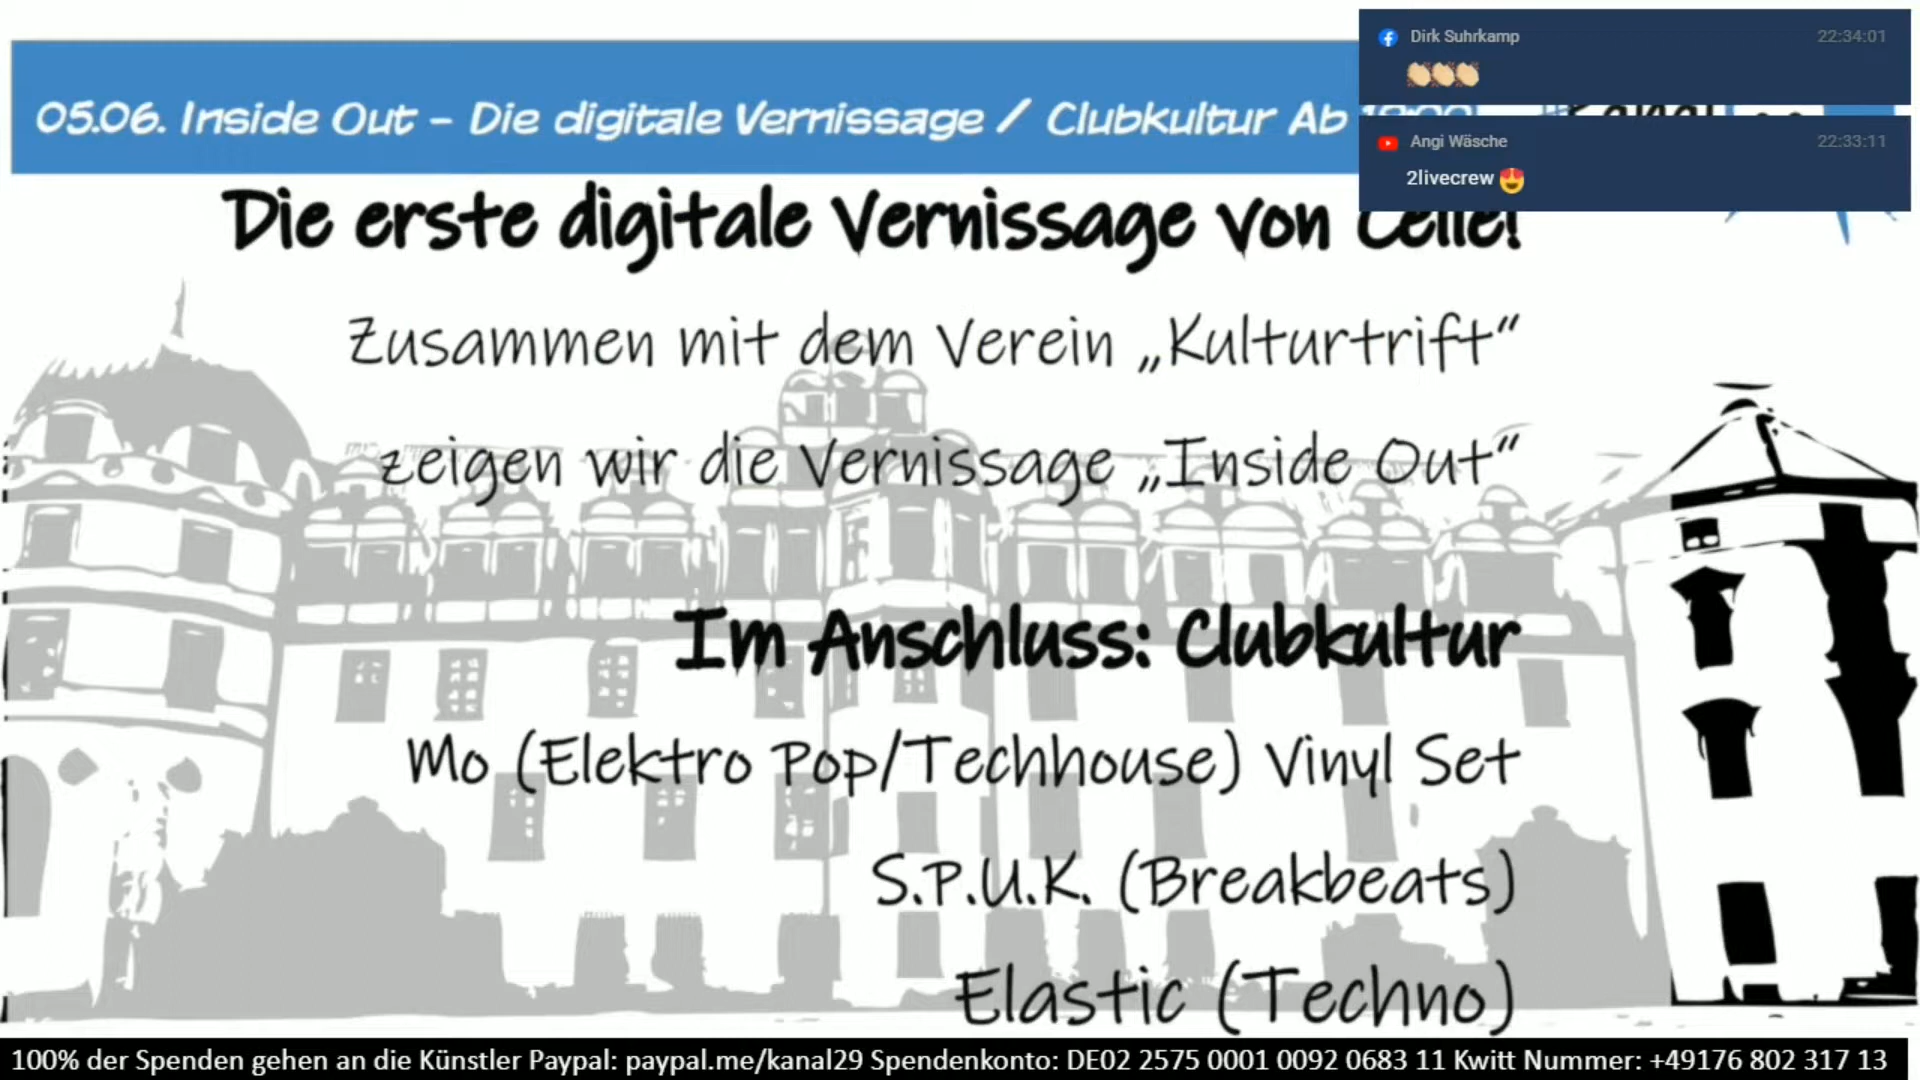 05.06. Inside Out - Die digitale Vernissage / Clubkultur Ab
Dirk Suhrkamp 22:34:01
👏🏼👏🏼👏🏼
Angi Wäsche 22:33:11
2livecrew 😍
Die erste digitale Vernissage von Celle!
Zusammen mit dem Verein „Kulturtrift“
zeigen wir die Vernissage „Inside Out“
Im Anschluss: Clubkultur
Mo (Elektro Pop/Techhouse) Vinyl Set
S.P.U.K. (Breakbeats)
Elastic (Techno)
100% der Spenden gehen an die Künstler Paypal: paypal.me/kanal29 Spendenkonto: DE02 2575 0001 0092 0683 11 Kwitt Nummer: +49176 802 317 13